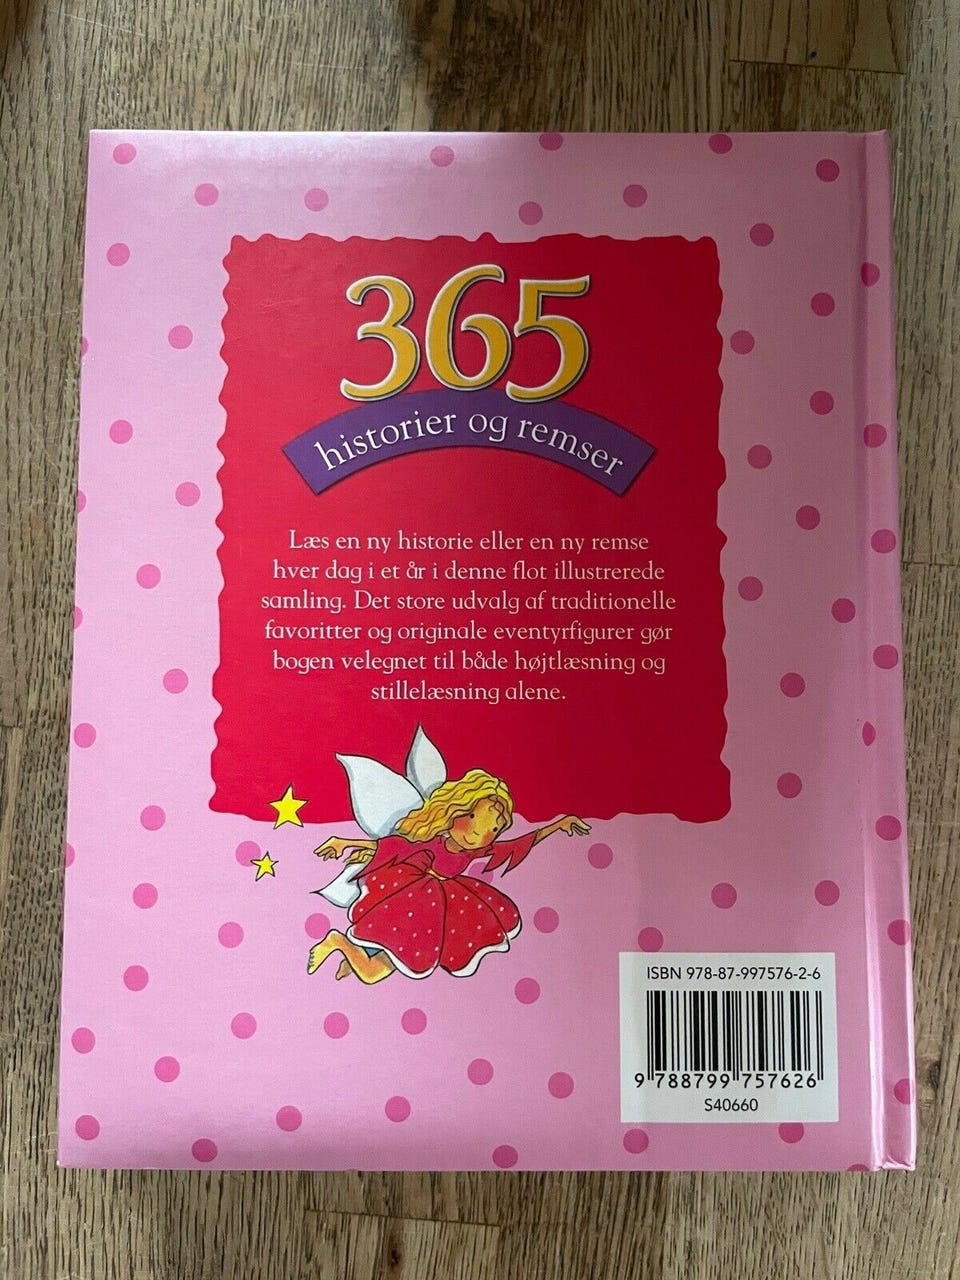 365
historier og remser
Læs en ny historie eller en ny remse
hver dag i et år i denne flot illustrerede
samling. Det store udvalg af traditionelle
favoritter og originale eventyrfigurer gør
bogen velegnet til både højtlæsning og
stillelæsning alene.
ISBN 978-87-997576-2-6
9 788799 757626
S40660